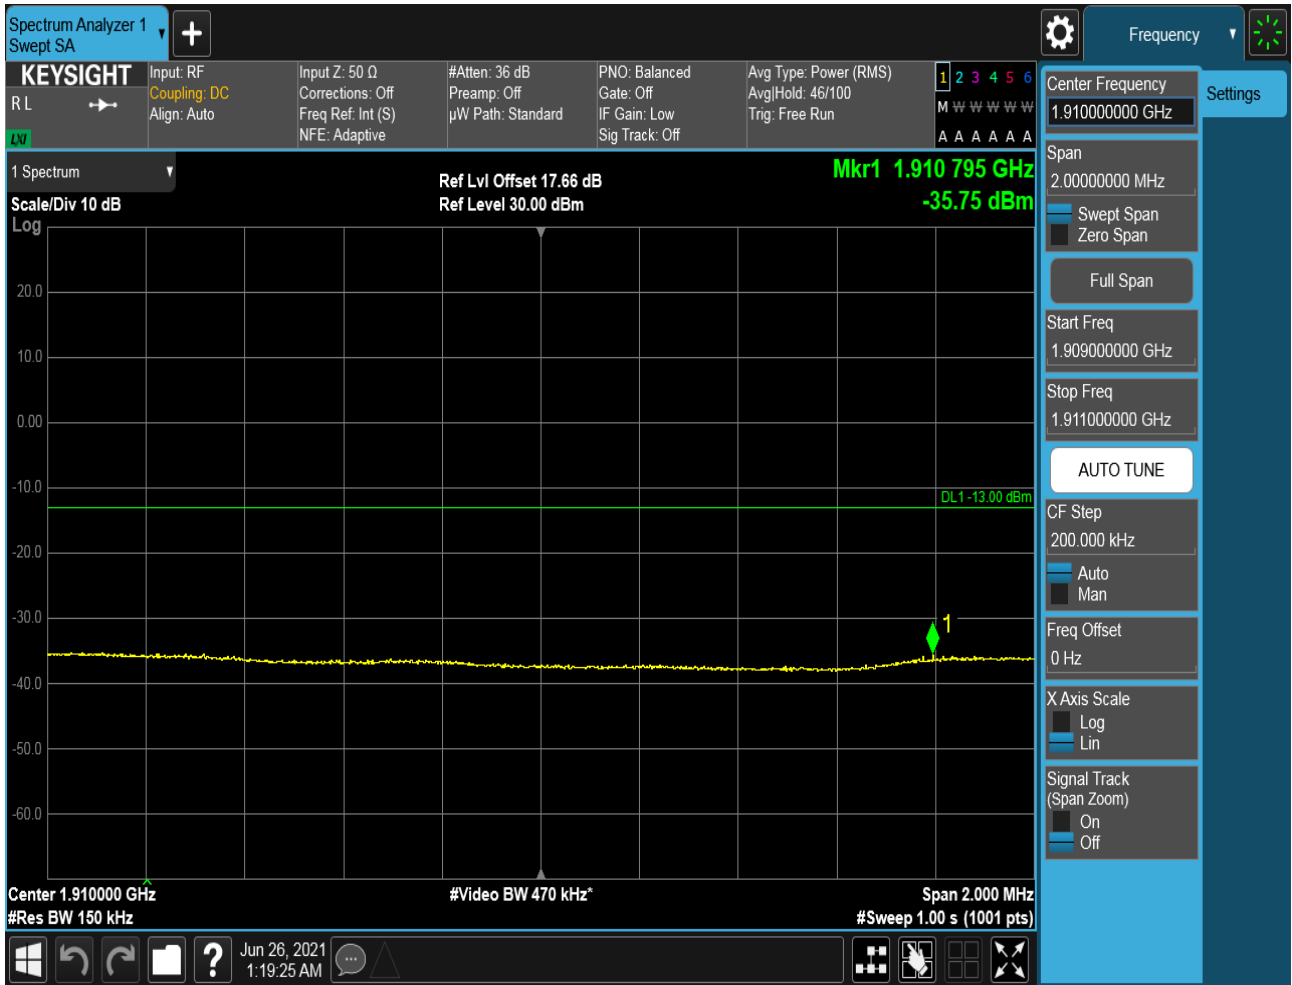 Spectrum Analyzer 1
Swept SA
Frequency
KEYSIGHT
R L
LXI
Input: RF
Coupling: DC
Align: Auto
Input Z: 50 Ω
Corrections: Off
Freq Ref: Int (S)
NFE: Adaptive
#Atten: 36 dB
Preamp: Off
µW Path: Standard
PNO: Balanced
Gate: Off
IF Gain: Low
Sig Track: Off
Avg Type: Power (RMS)
Avg|Hold: 46/100
Trig: Free Run
1 2 3 4 5 6
M W W W W W
A A A A A A
1 Spectrum
Scale/Div 10 dB
Log
Ref Lvl Offset 17.66 dB
Ref Level 30.00 dBm
Mkr1 1.910 795 GHz
-35.75 dBm
20.0
10.0
0.00
-10.0
DL1 -13.00 dBm
-20.0
-30.0
1
-40.0
-50.0
-60.0
Center 1.910000 GHz
#Video BW 470 kHz*
Span 2.000 MHz
#Res BW 150 kHz
#Sweep 1.00 s (1001 pts)
?
Jun 26, 2021
1:19:25 AM
Center Frequency
1.910000000 GHz
Settings
Span
2.00000000 MHz
Swept Span
Zero Span
Full Span
Start Freq
1.909000000 GHz
Stop Freq
1.911000000 GHz
AUTO TUNE
CF Step
200.000 kHz
Auto
Man
Freq Offset
0 Hz
X Axis Scale
Log
Lin
Signal Track
(Span Zoom)
On
Off